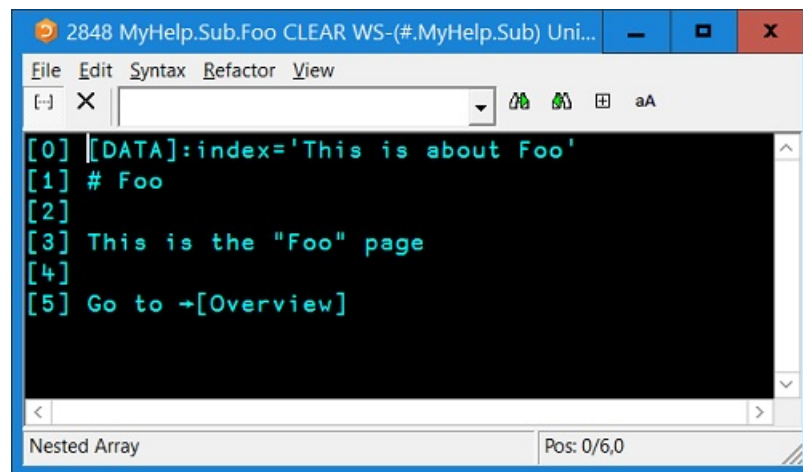 2848 MyHelp.Sub.Foo CLEAR WS-(#.MyHelp.Sub) Uni...
File Edit Syntax Refactor View
aA
[0] [DATA]:index='This is about Foo'
[1] # Foo
[2]
[3] This is the "Foo" page
[4]
[5] Go to →[Overview]
Nested Array Pos: 0/6,0